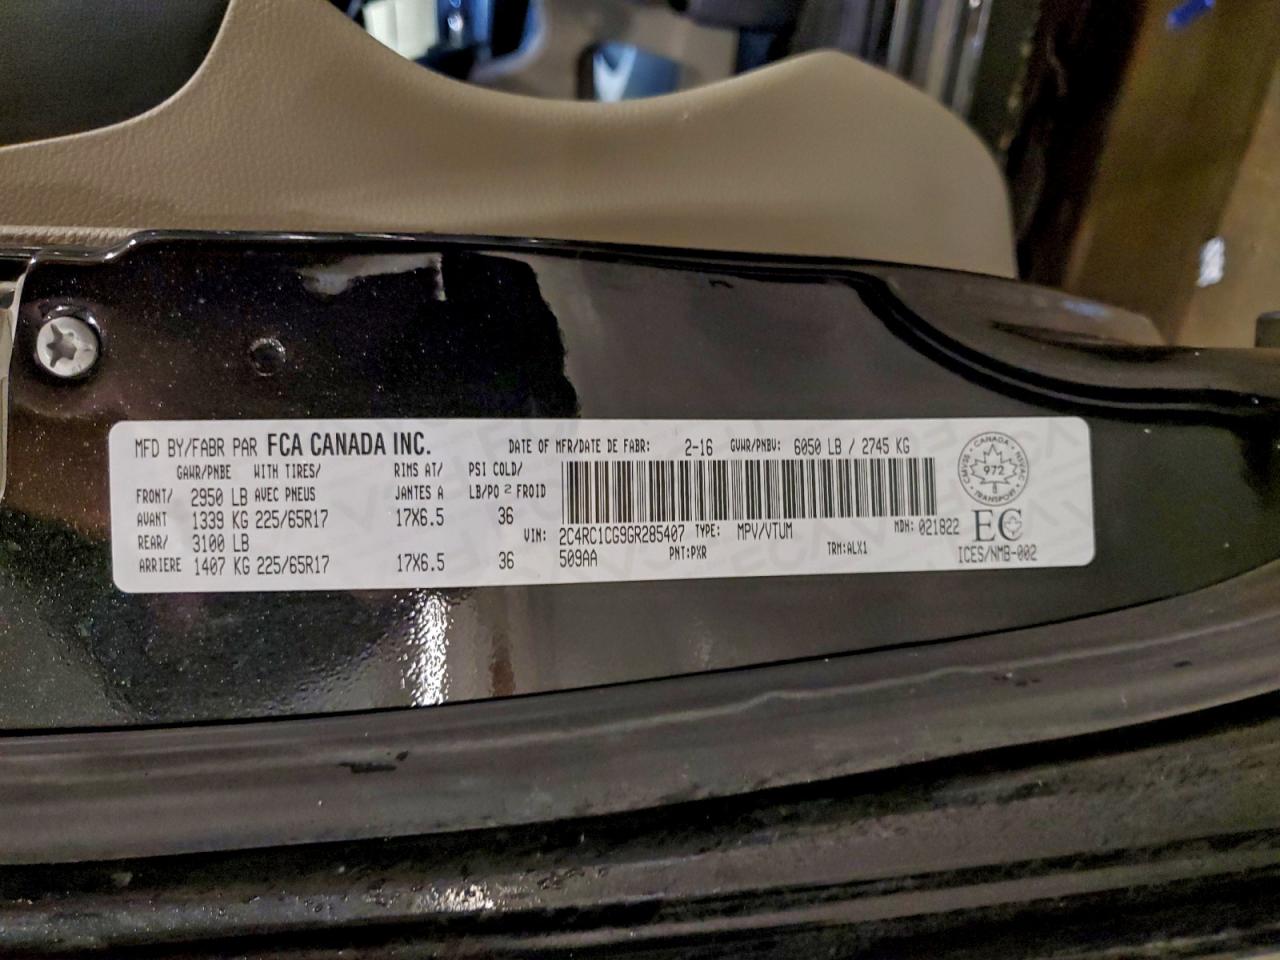 MFD BY/FABR PAR FCA CANADA INC. DATE OF MFR/DATE DE FABR: 2-16 GVWR/PNBV: 6050 LB / 2745 KG
GAWR/PNBE WITH TIRES/ RIMS AT/ PSI COLD/
FRONT/ 2950 LB AVEC PNEUS JANTES A LB/PO 2 FROID
AVANT 1339 KG 225/65R17 17X6.5 36
REAR/ 3100 LB
ARRIERE 1407 KG 225/65R17 17X6.5 36
VIN: 2C4RC1CG9GR285407 TYPE: MPV/VTUM MDH: 021822
509AA PNT:PXR TRM:ALX1
CANADA
CMVSS NSVAC
972
TRANSPORT
EC
ICES/NMB-002